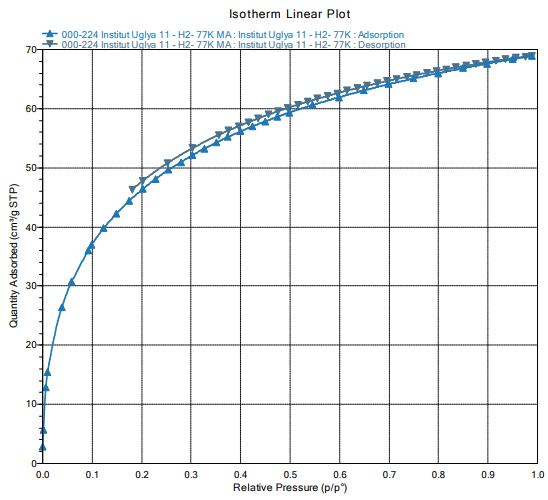 Isotherm Linear Plot
000-224 Institut Uglya 11 - H2- 77K MA : Institut Uglya 11 - H2- 77K : Adsorption
000-224 Institut Uglya 11 - H2- 77K MA : Institut Uglya 11 - H2- 77K : Desorption
70
60
50
40
30
20
10
0
Quantity Adsorbed (cm³/g STP)
0.0 0.1 0.2 0.3 0.4 0.5 0.6 0.7 0.8 0.9 1.0
Relative Pressure (p/p°)